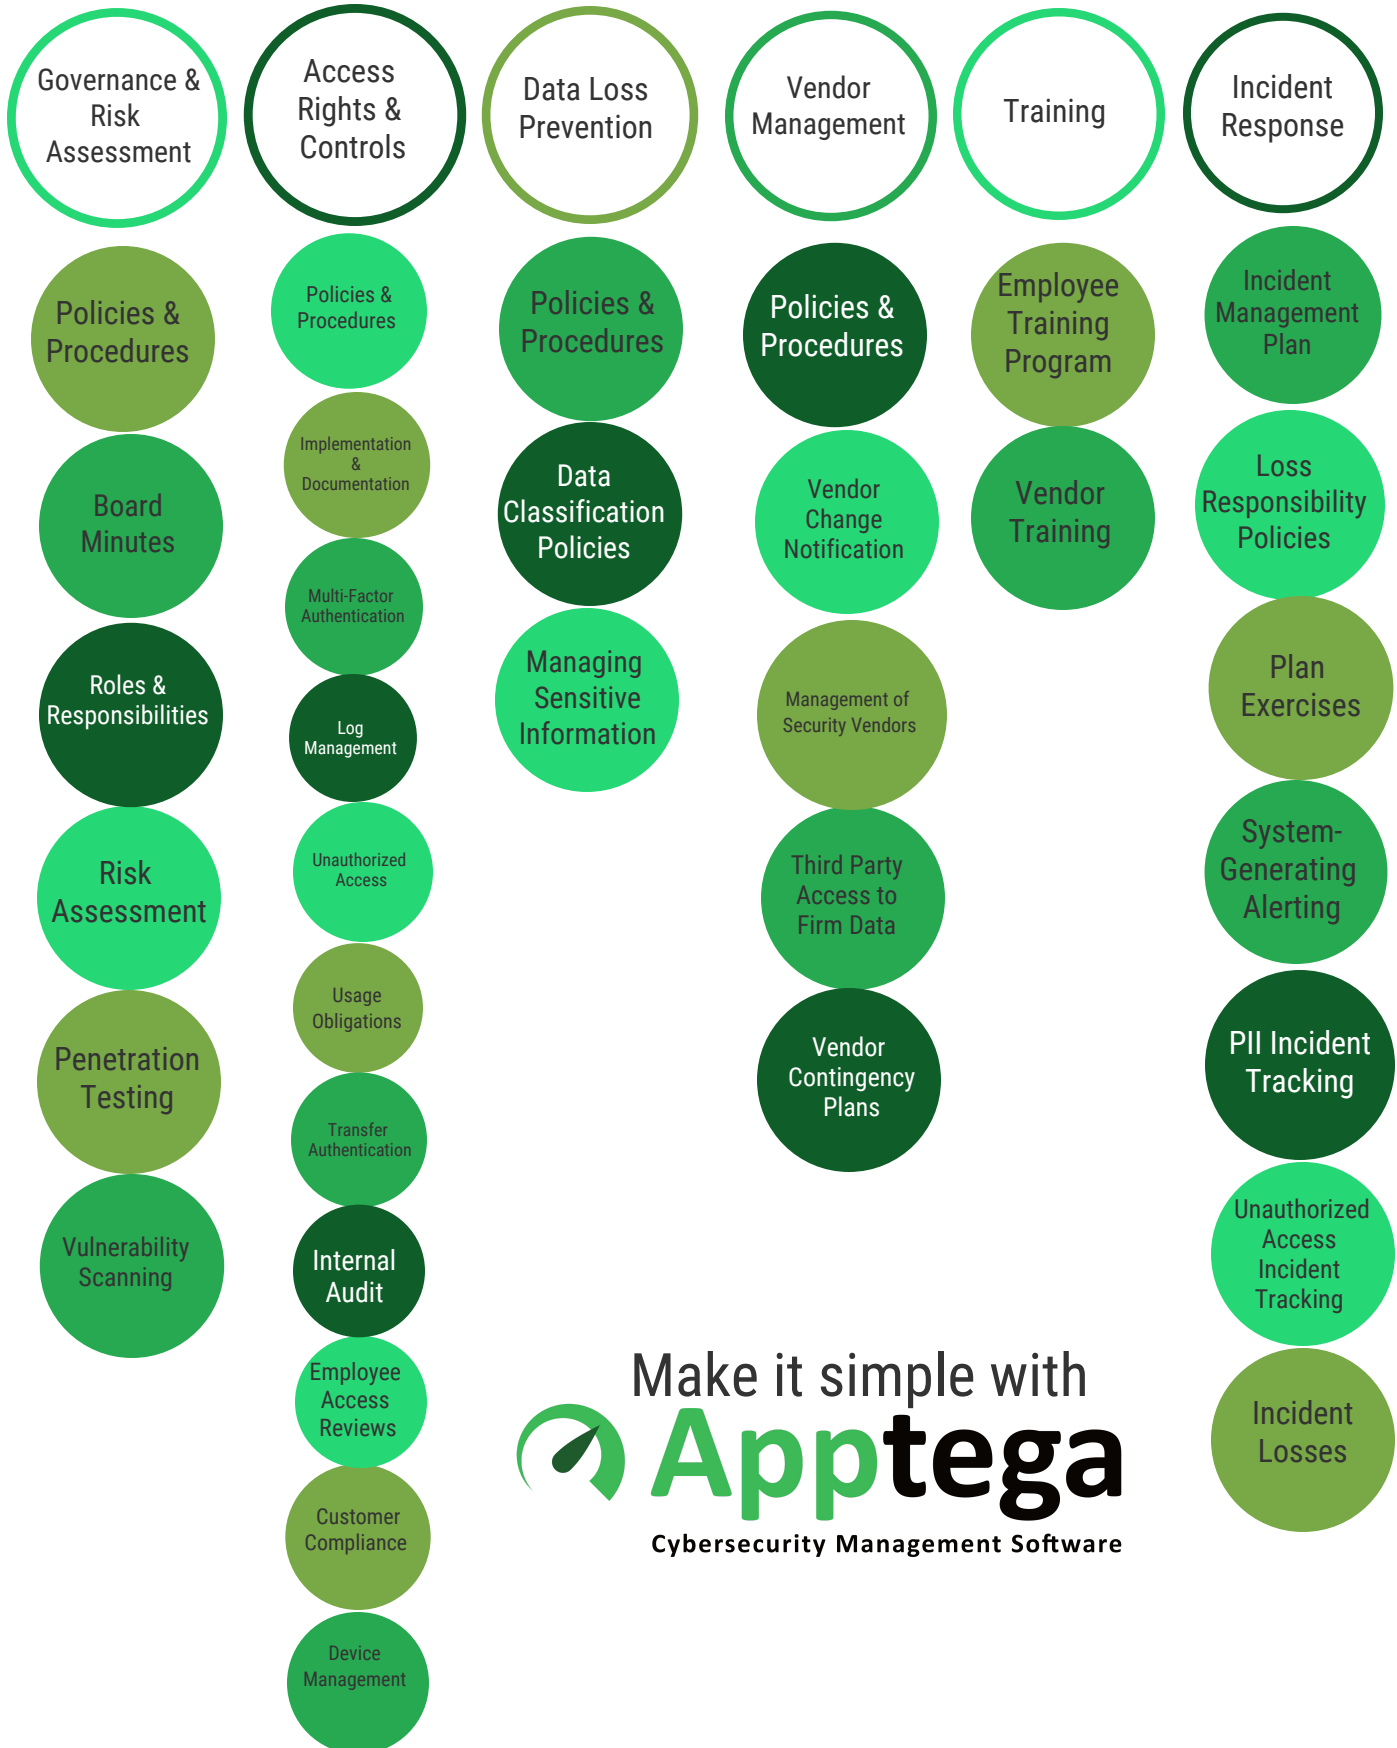 Governance &
Risk
Assessment
Access
Rights &
Controls
Data Loss
Prevention
Vendor
Management
Training
Incident
Response
Policies &
Procedures
Board
Minutes
Roles &
Responsibilities
Risk
Assessment
Penetration
Testing
Vulnerability
Scanning
Policies &
Procedures
Implementation
&
Documentation
Multi-Factor
Authentication
Log
Management
Unauthorized
Access
Usage
Obligations
Transfer
Authentication
Internal
Audit
Employee
Access
Reviews
Customer
Compliance
Device
Management
Policies &
Procedures
Data
Classification
Policies
Managing
Sensitive
Information
Policies &
Procedures
Vendor
Change
Notification
Management of
Security Vendors
Third Party
Access to
Firm Data
Vendor
Contingency
Plans
Employee
Training
Program
Vendor
Training
Incident
Management
Plan
Loss
Responsibility
Policies
Plan
Exercises
System-
Generating
Alerting
PII Incident
Tracking
Unauthorized
Access
Incident
Tracking
Incident
Losses
Make it simple with
Apptega
Cybersecurity Management Software